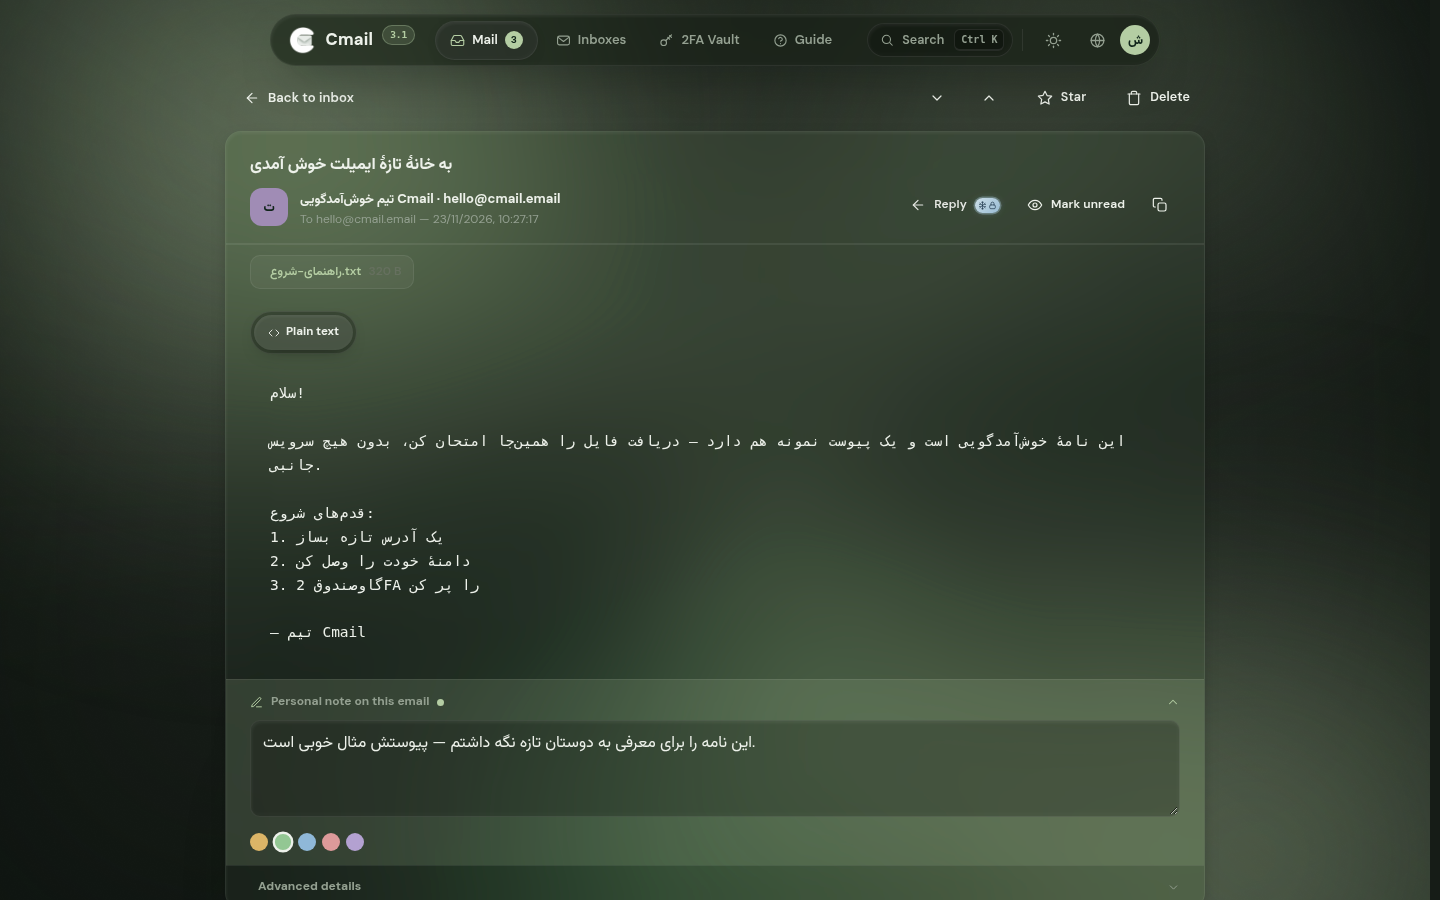 Cmail 3.1 Mail 3 Inboxes 2FA Vault Guide Search Ctrl K ش
Back to inbox Star Delete
به خانهٔ تازهٔ ایمیلت خوش آمدی
ت
تیم خوش‌آمدگویی Cmail · hello@cmail.email
To hello@cmail.email — 23/11/2026, 10:27:17
Reply Mark unread
راهنمای-شروع.txt 320 B
Plain text
سلام!
این نامهٔ خوش‌آمدگویی است و یک پیوست نمونه هم دارد — دریافت فایل را همین‌جا امتحان کن، بدون هیچ سرویس
جانبی.
قدم‌های شروع:
1. یک آدرس تازه بساز
2. دامنهٔ خودت را وصل کن
3. گاوصندوق 2FA را پر کن
— تیم Cmail
Personal note on this email
این نامه را برای معرفی به دوستان تازه نگه داشتم — پیوستش مثال خوبی است.
Advanced details